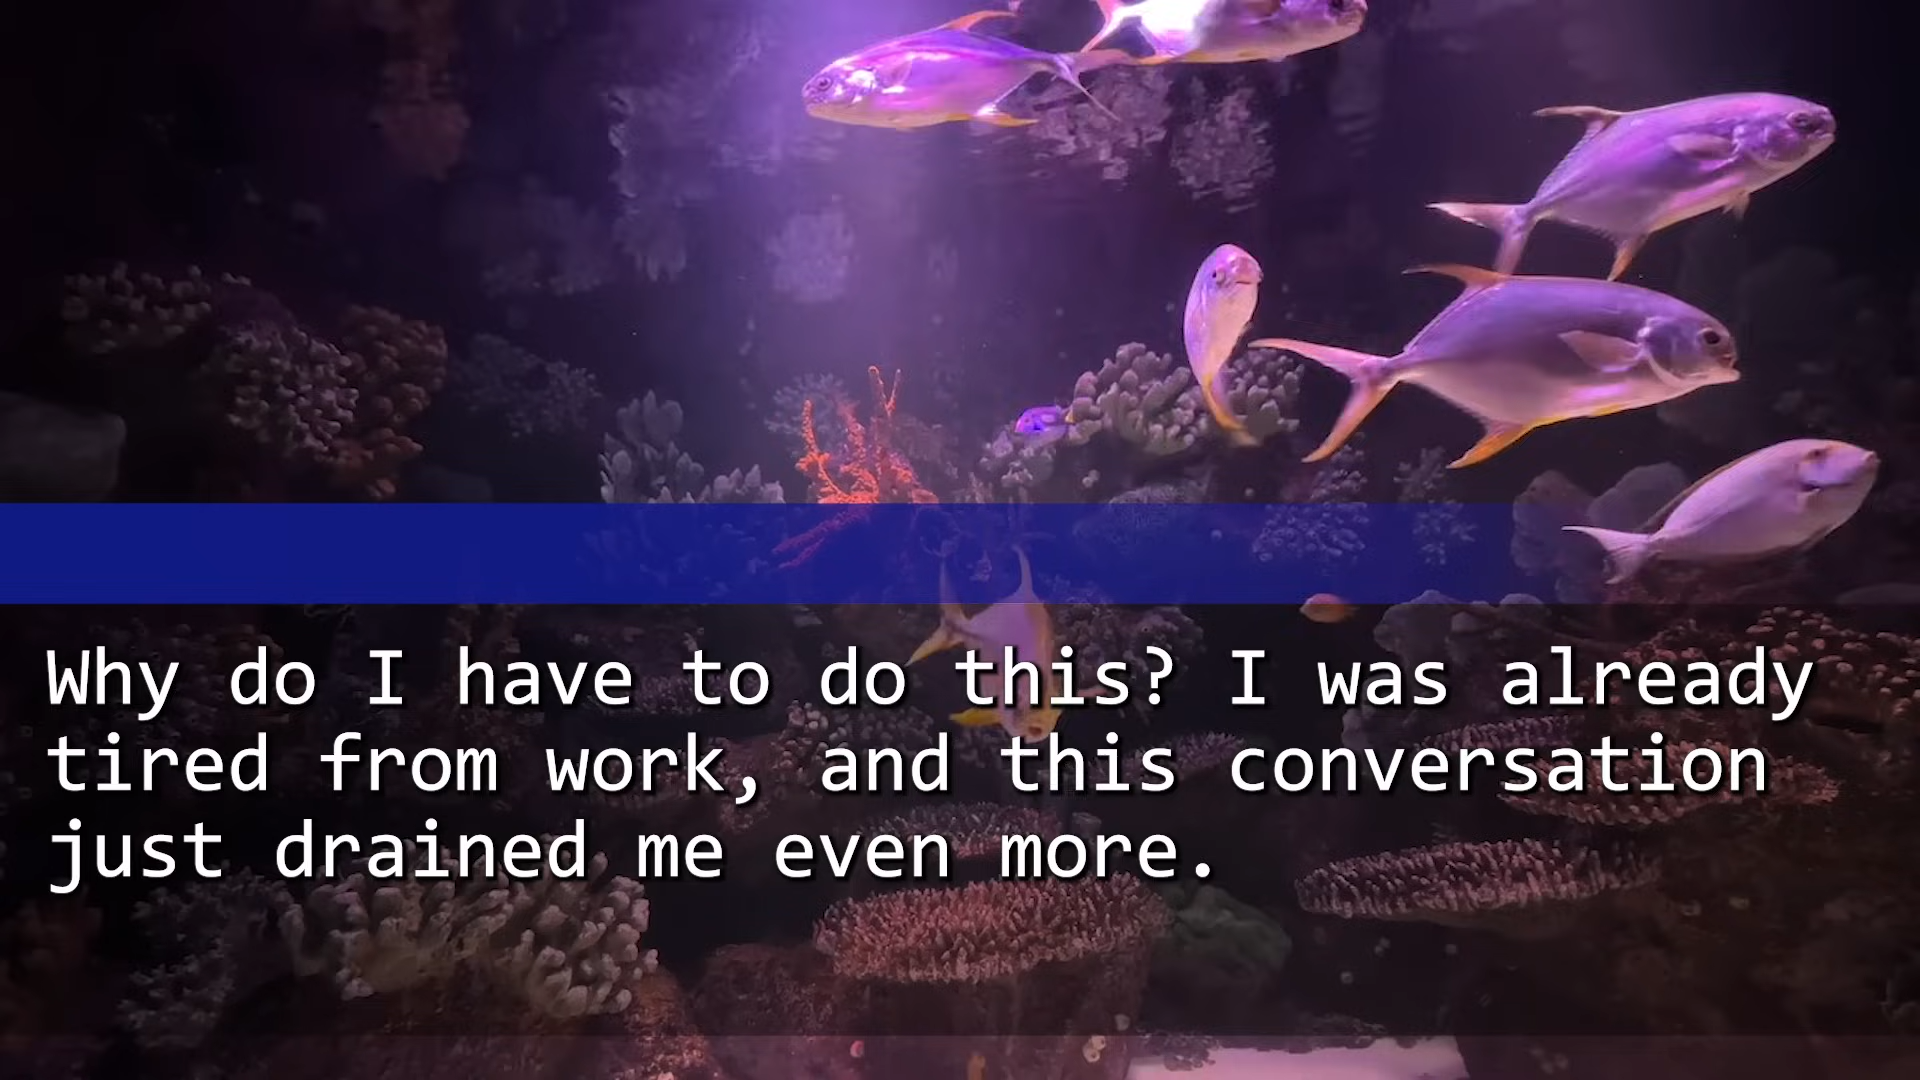 Why do I have to do this? I was already
tired from work, and this conversation
just drained me even more.